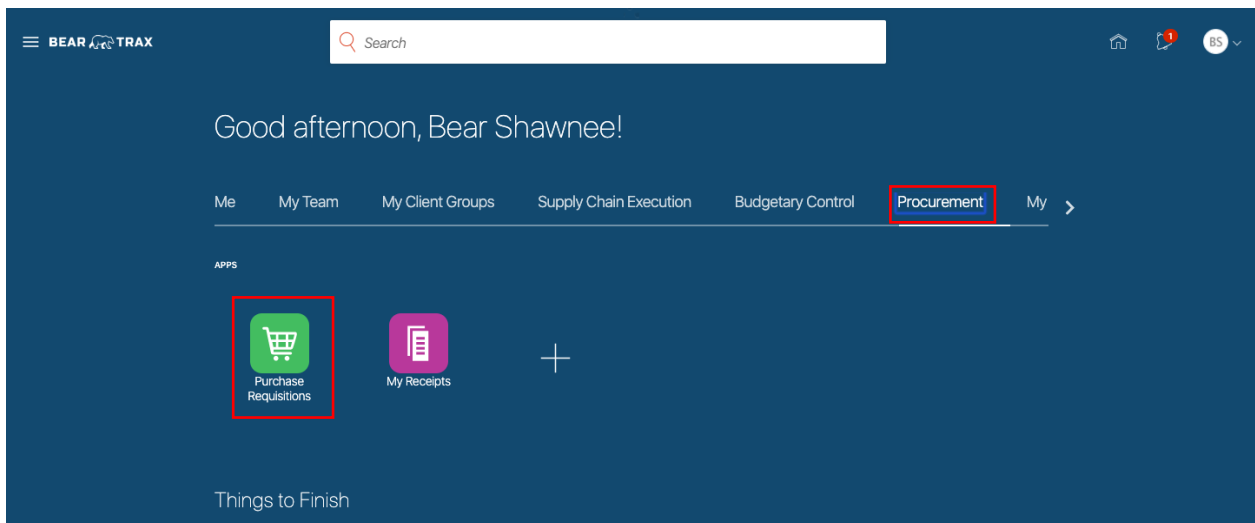 BEAR TRAX
Search
1
BS
Good afternoon, Bear Shawnee!
Me My Team My Client Groups Supply Chain Execution Budgetary Control Procurement My
APPS
Purchase
Requisitions
My Receipts
Things to Finish